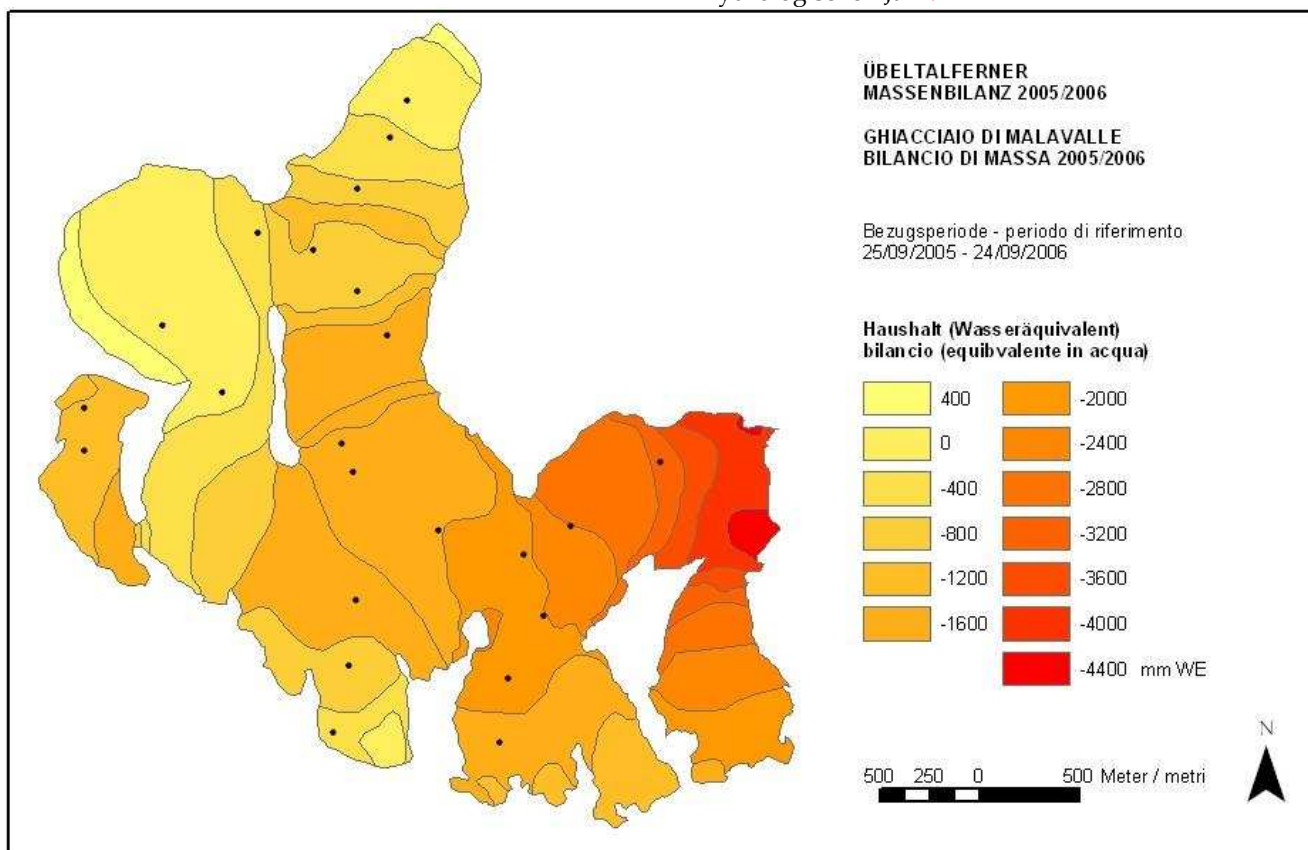 ÜBELTALFERNER
MASSENBILANZ 2005/2006
GHIACCIAIO DI MALAVALLE
BILANCIO DI MASSA 2005/2006
Bezugsperiode - periodo di riferimento
25/09/2005 - 24/09/2006
Haushalt (Wasseräquivalent)
bilancio (equibvalente in acqua)
400 -2000
0 -2400
-400 -2800
-800 -3200
-1200 -3600
-1600 -4000
-4400 mm WE
N
500 250 0 500 Meter / metri